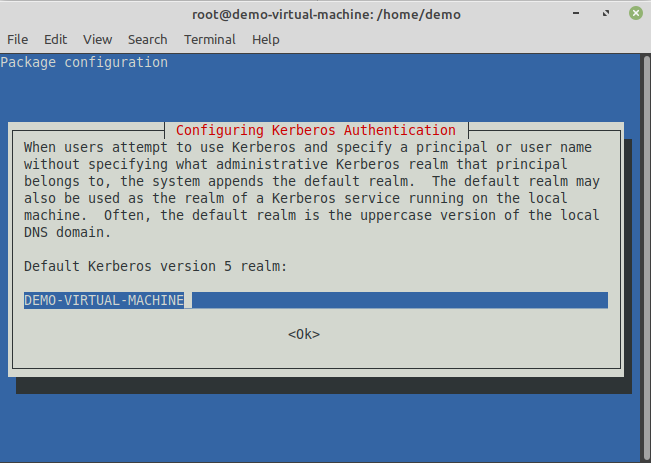 root@demo-virtual-machine: /home/demo
File Edit View Search Terminal Help
Package configuration
Configuring Kerberos Authentication
When users attempt to use Kerberos and specify a principal or user name
without specifying what administrative Kerberos realm that principal
belongs to, the system appends the default realm.  The default realm may
also be used as the realm of a Kerberos service running on the local
machine.  Often, the default realm is the uppercase version of the local
DNS domain.
Default Kerberos version 5 realm:
DEMO-VIRTUAL-MACHINE
<Ok>